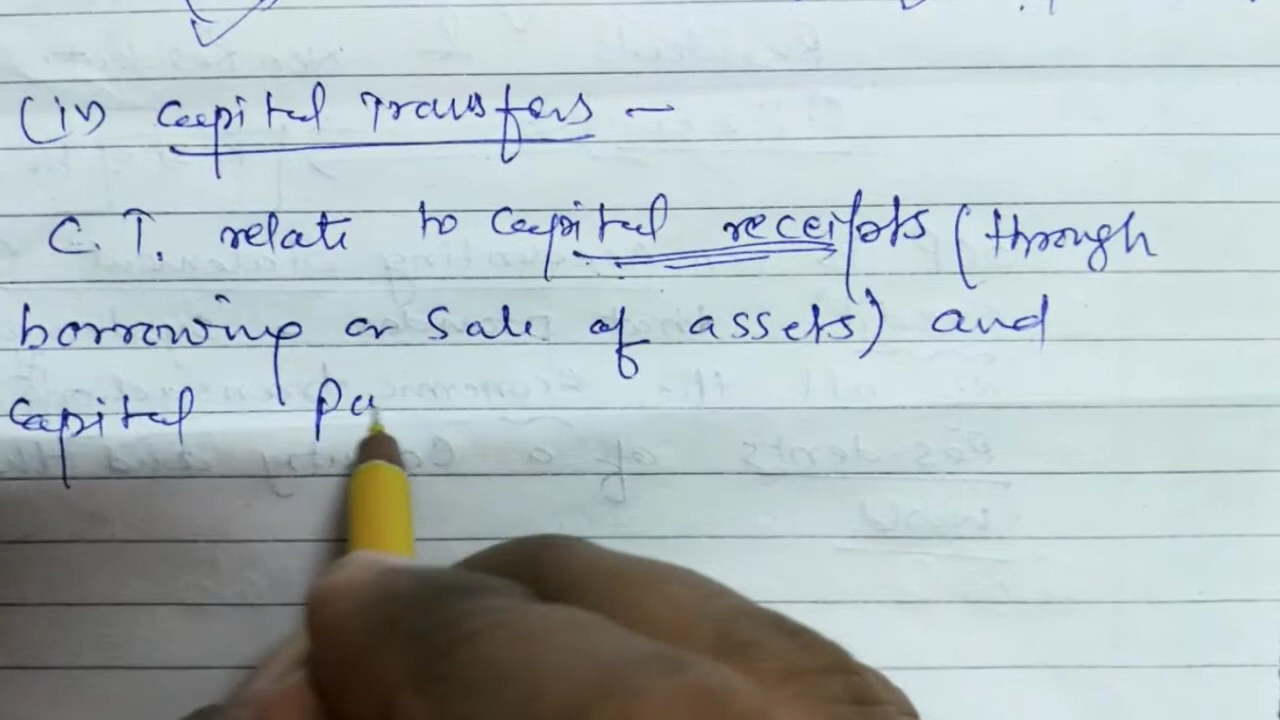 (iv) Capital Transfers -
C.T. relate to Capital receipts (through
borrowing or Sale of assets) and
Capital Pa